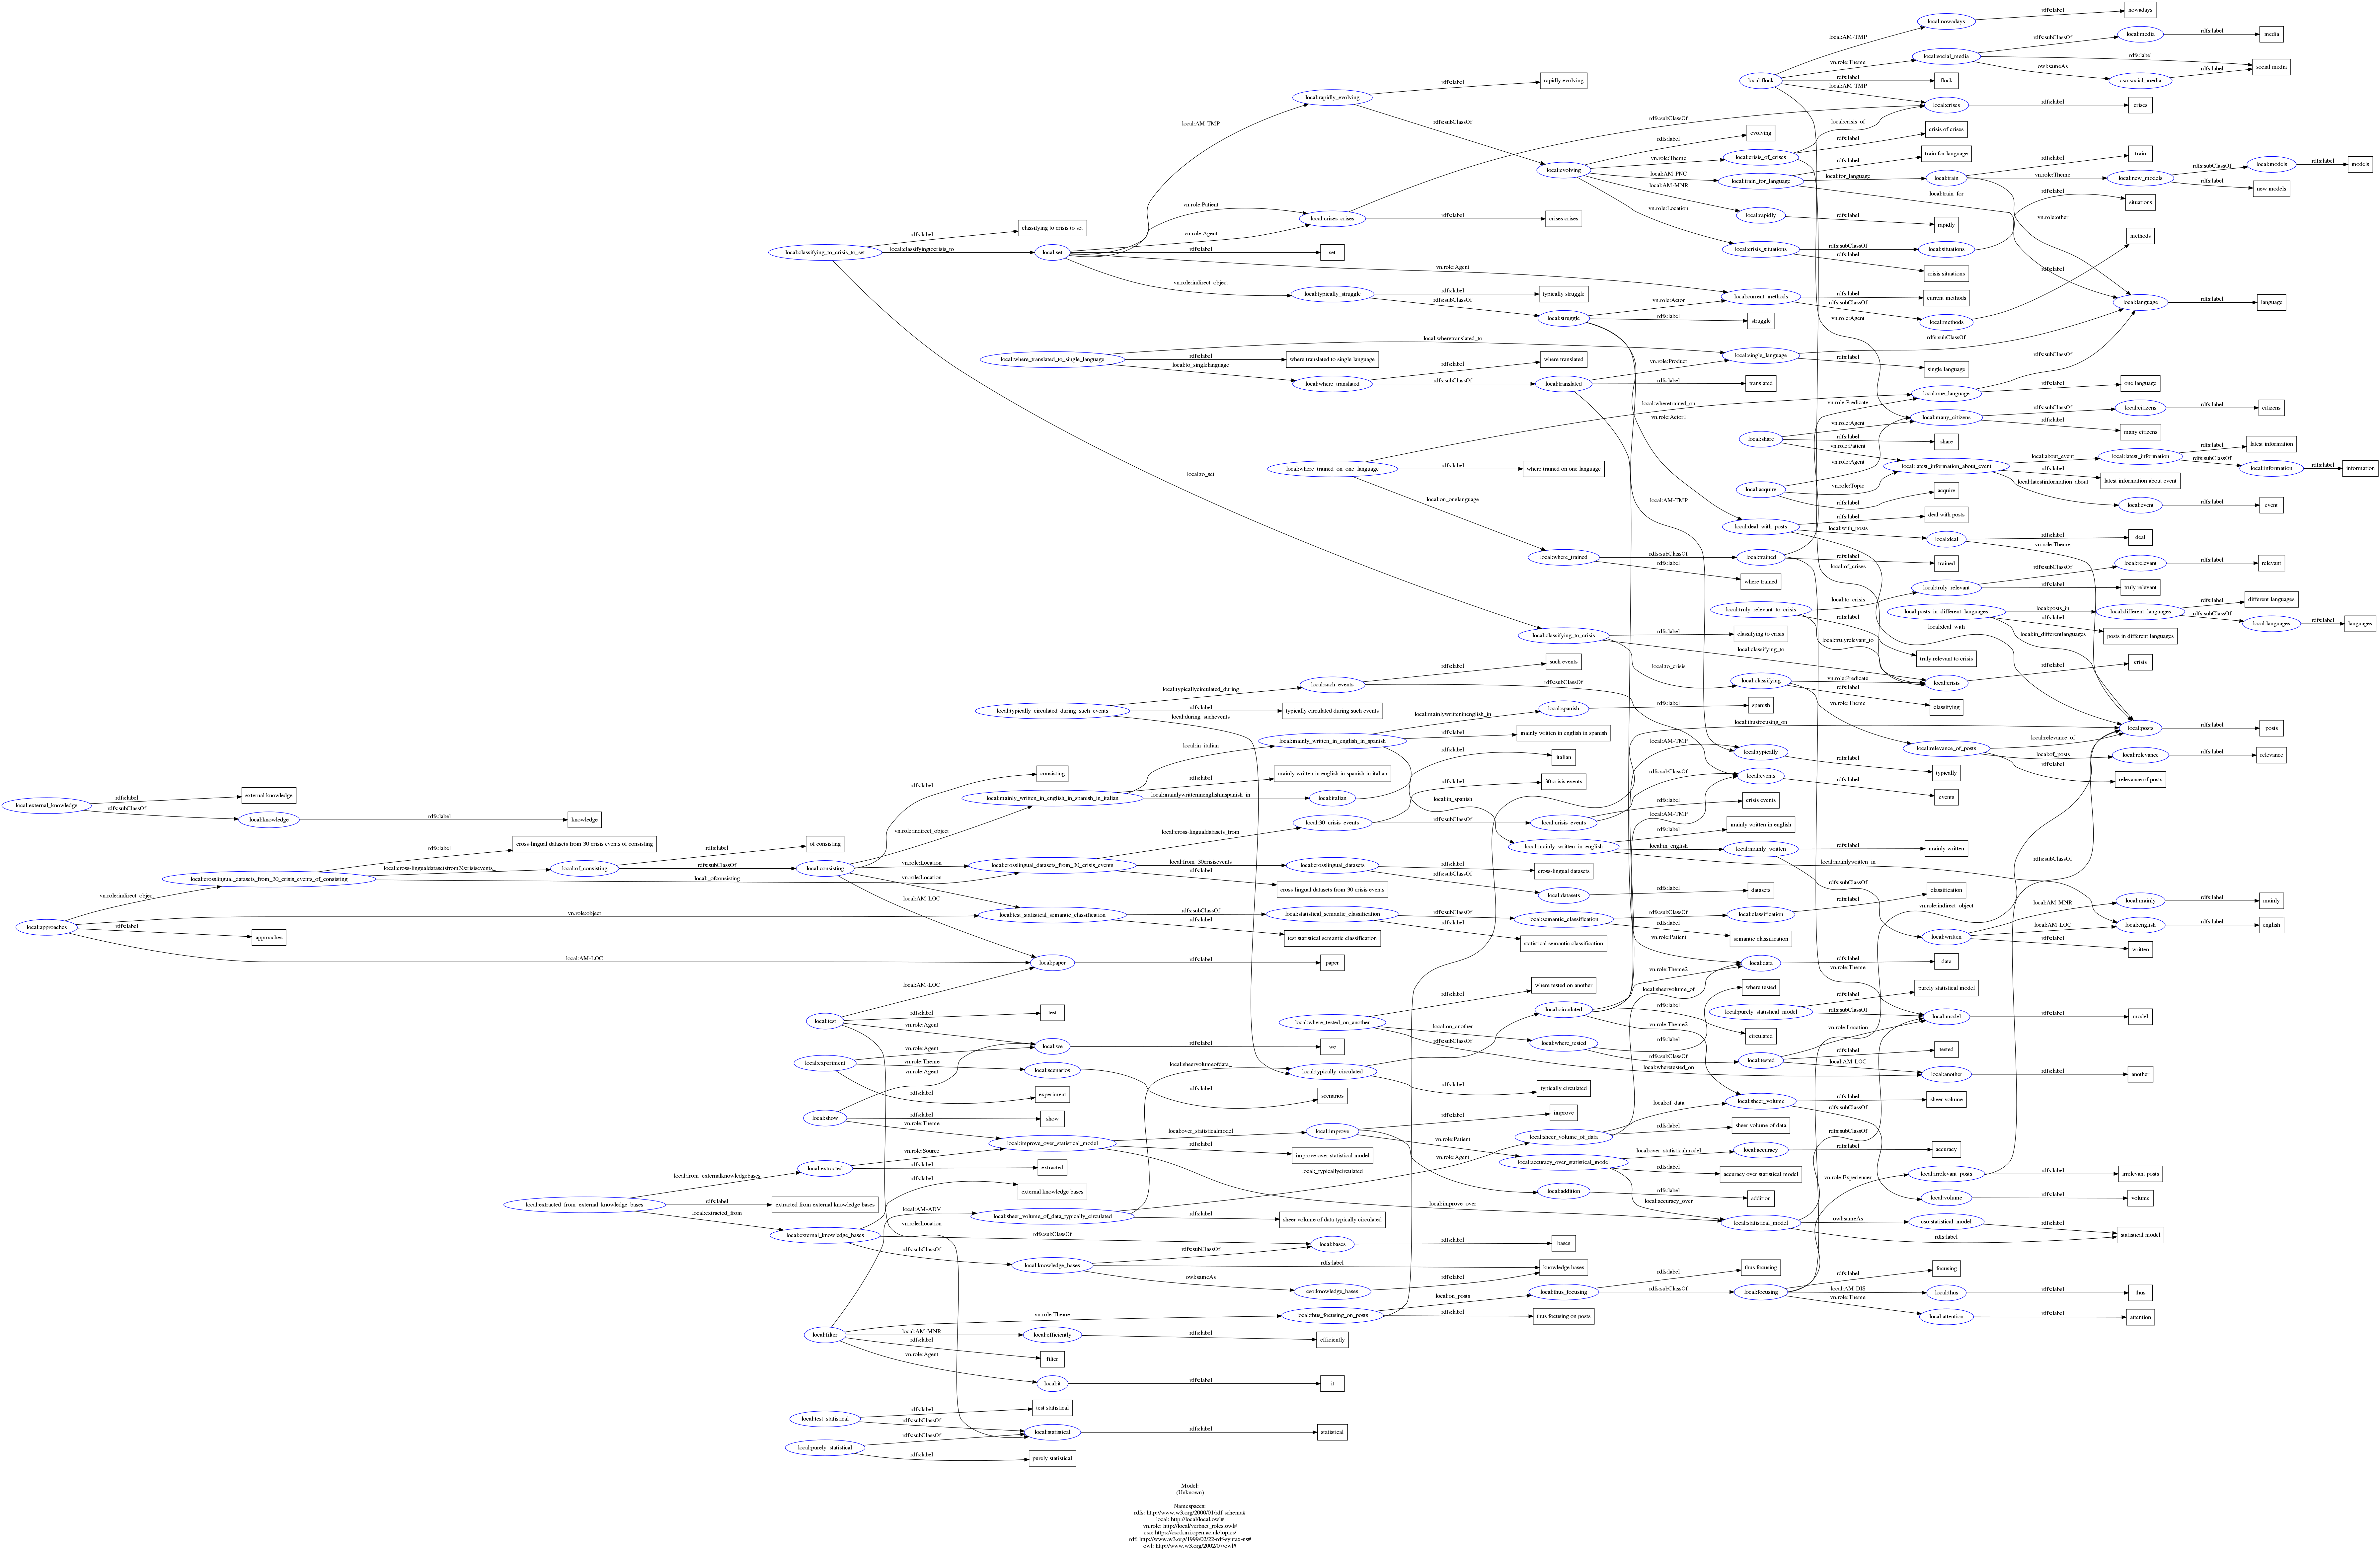 rdfs:label
nowadays
local:nowadays
local:AM-TMP
rdfs:subClassOf
local:media
rdfs:label
media
vn.role:Theme
local:social_media
rdfs:label
social media
owl:sameAs
cso:social_media
rdfs:label
local:flock
rdfs:label
flock
local:AM-TMP
rdfs:label
rapidly evolving
local:rapidly_evolving
local:crises
rdfs:label
crises
local:AM-TMP
rdfs:subClassOf
rdfs:subClassOf
local:crisis_of
rdfs:label
crisis of crises
rdfs:label
evolving
vn.role:Theme
local:crisis_of_crises
rdfs:label
train for language
rdfs:label
train
local:evolving
local:AM-PNC
local:train_for_language
local:for_language
local:train
vn.role:Theme
local:new_models
rdfs:subClassOf
local:models
rdfs:label
models
rdfs:label
new models
local:AM-MNR
local:train_for
rdfs:label
situations
vn.role:other
vn.role:Location
local:rapidly
rdfs:label
rapidly
vn.role:Patient
local:crises_crises
rdfs:label
crises crises
vn.role:Agent
rdfs:label
classifying to crisis to set
local:classifying_to_crisis_to_set
local:classifyingtocrisis_to
local:set
rdfs:label
set
methods
local:crisis_situations
rdfs:subClassOf
local:situations
rdfs:label
crisis situations
rdfs:label
vn.role:Agent
vn.role:indirect_object
local:typically_struggle
rdfs:label
typically struggle
rdfs:subClassOf
local:struggle
vn.role:Actor
local:current_methods
rdfs:label
current methods
rdfs:subClassOf
local:methods
rdfs:label
struggle
vn.role:Agent
local:language
rdfs:label
language
local:where_translated_to_single_language
local:wheretranslated_to
rdfs:label
where translated to single language
local:to_singlelanguage
local:where_translated
rdfs:label
where translated
rdfs:subClassOf
local:translated
vn.role:Product
local:single_language
rdfs:subClassOf
rdfs:label
single language
rdfs:label
translated
rdfs:subClassOf
local:one_language
rdfs:label
one language
vn.role:Predicate
local:wheretrained_on
vn.role:Actor1
local:many_citizens
rdfs:subClassOf
local:citizens
rdfs:label
citizens
rdfs:label
many citizens
local:share
vn.role:Agent
rdfs:label
share
vn.role:Patient
local:where_trained_on_one_language
rdfs:label
where trained on one language
local:to_set
vn.role:Agent
local:latest_information_about_event
local:about_event
local:latest_information
rdfs:label
latest information
rdfs:subClassOf
local:information
rdfs:label
information
rdfs:label
latest information about event
local:latestinformation_about
local:event
rdfs:label
event
local:acquire
vn.role:Topic
rdfs:label
acquire
local:on_onelanguage
local:AM-TMP
local:deal_with_posts
rdfs:label
deal with posts
local:with_posts
local:deal
rdfs:label
deal
vn.role:Theme
local:where_trained
rdfs:subClassOf
local:trained
rdfs:label
trained
rdfs:label
where trained
local:of_crises
rdfs:subClassOf
local:relevant
rdfs:label
relevant
local:truly_relevant
rdfs:label
truly relevant
local:truly_relevant_to_crisis
local:to_crisis
rdfs:label
local:posts_in_different_languages
local:posts_in
local:different_languages
rdfs:label
different languages
rdfs:subClassOf
local:languages
rdfs:label
languages
rdfs:label
posts in different languages
local:deal_with
local:in_differentlanguages
local:trulyrelevant_to
truly relevant to crisis
local:classifying_to_crisis
rdfs:label
classifying to crisis
local:classifying_to
local:to_crisis
local:classifying
vn.role:Predicate
rdfs:label
classifying
local:crisis
rdfs:label
crisis
vn.role:Theme
rdfs:label
such events
local:such_events
rdfs:subClassOf
local:typicallycirculated_during
local:typically_circulated_during_such_events
rdfs:label
typically circulated during such events
local:during_suchevents
local:mainlywritteninenglish_in
local:spanish
rdfs:label
spanish
local:mainly_written_in_english_in_spanish
rdfs:label
mainly written in english in spanish
local:thusfocusing_on
local:posts
rdfs:label
posts
local:in_italian
rdfs:label
italian
local:AM-TMP
local:typically
rdfs:label
typically
local:relevance_of_posts
local:relevance_of
local:of_posts
local:relevance
rdfs:label
relevance
rdfs:label
relevance of posts
rdfs:label
consisting
rdfs:label
mainly written in english in spanish in italian
local:mainly_written_in_english_in_spanish_in_italian
local:mainlywritteninenglishinspanish_in
local:italian
rdfs:label
30 crisis events
rdfs:subClassOf
local:events
rdfs:label
events
local:external_knowledge
rdfs:label
external knowledge
rdfs:subClassOf
local:knowledge
rdfs:label
knowledge
local:in_spanish
local:30_crisis_events
rdfs:subClassOf
local:crisis_events
rdfs:label
crisis events
local:AM-TMP
vn.role:indirect_object
local:cross-lingualdatasets_from
rdfs:label
mainly written in english
local:mainly_written_in_english
local:in_english
local:mainly_written
rdfs:label
mainly written
local:mainlywritten_in
rdfs:label
cross-lingual datasets from 30 crisis events of consisting
local:cross-lingualdatasetsfrom30crisisevents_
local:of_consisting
rdfs:label
of consisting
rdfs:subClassOf
local:consisting
vn.role:Location
local:crosslingual_datasets_from_30_crisis_events
local:from_30crisisevents
local:crosslingual_datasets
rdfs:label
cross-lingual datasets
rdfs:subClassOf
local:datasets
rdfs:label
datasets
rdfs:label
cross-lingual datasets from 30 crisis events
local:crosslingual_datasets_from_30_crisis_events_of_consisting
local:_ofconsisting
vn.role:Location
local:AM-LOC
rdfs:subClassOf
rdfs:subClassOf
vn.role:indirect_object
rdfs:label
classification
vn.role:indirect_object
vn.role:object
local:approaches
rdfs:label
approaches
local:AM-LOC
local:test_statistical_semantic_classification
rdfs:subClassOf
local:statistical_semantic_classification
rdfs:subClassOf
local:semantic_classification
rdfs:subClassOf
local:classification
rdfs:label
test statistical semantic classification
rdfs:label
statistical semantic classification
rdfs:label
semantic classification
local:AM-MNR
local:mainly
rdfs:label
mainly
local:written
local:AM-LOC
local:english
rdfs:label
english
rdfs:label
written
vn.role:Patient
local:paper
rdfs:label
paper
local:data
rdfs:label
data
vn.role:Theme
vn.role:Theme2
local:AM-LOC
local:sheervolume_of
rdfs:label
where tested on another
rdfs:label
where tested
rdfs:label
purely statistical model
local:test
rdfs:label
test
vn.role:Agent
local:circulated
rdfs:label
circulated
vn.role:Theme2
local:purely_statistical_model
rdfs:subClassOf
local:model
rdfs:label
model
local:where_tested_on_another
local:on_another
local:where_tested
rdfs:label
rdfs:subClassOf
rdfs:subClassOf
local:wheretested_on
local:tested
vn.role:Location
rdfs:label
tested
local:AM-LOC
local:another
rdfs:label
another
local:we
rdfs:label
we
local:experiment
vn.role:Agent
vn.role:Theme
local:scenarios
rdfs:label
scenarios
vn.role:Agent
rdfs:label
experiment
local:sheervolumeofdata_
local:typically_circulated
rdfs:label
typically circulated
local:show
rdfs:label
show
vn.role:Theme
local:of_data
local:sheer_volume
rdfs:label
sheer volume
rdfs:subClassOf
rdfs:label
improve
local:over_statisticalmodel
local:improve
local:sheer_volume_of_data
rdfs:label
sheer volume of data
rdfs:subClassOf
local:improve_over_statistical_model
rdfs:label
improve over statistical model
vn.role:Patient
local:over_statisticalmodel
local:accuracy
rdfs:label
accuracy
vn.role:Source
vn.role:Agent
local:accuracy_over_statistical_model
rdfs:label
accuracy over statistical model
local:accuracy_over
local:from_externalknowledgebases
local:extracted
rdfs:label
extracted
local:_typicallycirculated
vn.role:Experiencer
local:irrelevant_posts
rdfs:label
irrelevant posts
rdfs:label
external knowledge bases
local:addition
rdfs:label
addition
local:volume
rdfs:label
volume
local:extracted_from_external_knowledge_bases
rdfs:label
extracted from external knowledge bases
local:extracted_from
local:AM-ADV
local:sheer_volume_of_data_typically_circulated
rdfs:label
sheer volume of data typically circulated
local:improve_over
local:statistical_model
owl:sameAs
cso:statistical_model
rdfs:label
statistical model
rdfs:label
vn.role:Location
local:external_knowledge_bases
rdfs:subClassOf
local:bases
rdfs:label
bases
rdfs:subClassOf
rdfs:subClassOf
local:knowledge_bases
rdfs:label
knowledge bases
owl:sameAs
cso:knowledge_bases
rdfs:label
rdfs:label
thus focusing
local:thus_focusing
rdfs:subClassOf
local:focusing
rdfs:label
focusing
local:AM-DIS
local:thus
rdfs:label
thus
vn.role:Theme
local:attention
rdfs:label
attention
local:on_posts
vn.role:Theme
local:thus_focusing_on_posts
rdfs:label
thus focusing on posts
local:filter
local:AM-MNR
local:efficiently
rdfs:label
efficiently
rdfs:label
filter
vn.role:Agent
local:it
rdfs:label
it
local:test_statistical
rdfs:label
test statistical
rdfs:subClassOf
local:statistical
rdfs:label
statistical
rdfs:subClassOf
local:purely_statistical
rdfs:label
purely statistical
Model:
(Unknown)
Namespaces:
rdfs: http://www.w3.org/2000/01/rdf-schema#
local: http://local/local.owl#
vn.role: http://local/verbnet_roles.owl#
cso: https://cso.kmi.open.ac.uk/topics/
rdf: http://www.w3.org/1999/02/22-rdf-syntax-ns#
owl: http://www.w3.org/2002/07/owl#